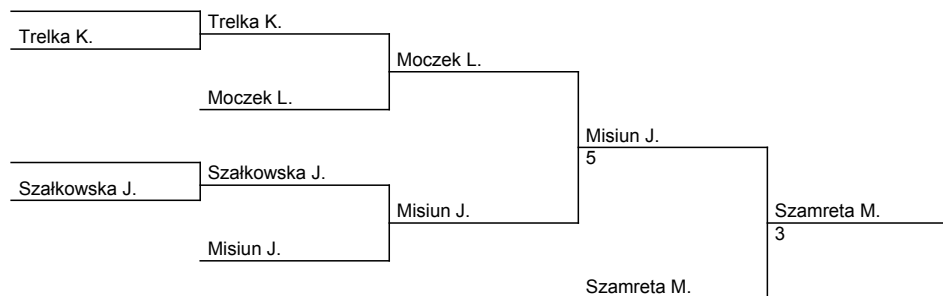 Trelka K.
Trelka K.
Moczek L.
Moczek L.
Misiun J.
5
Szałkowska J.
Szałkowska J.
Misiun J.
Misiun J.
Szamreta M.
3
Szamreta M.